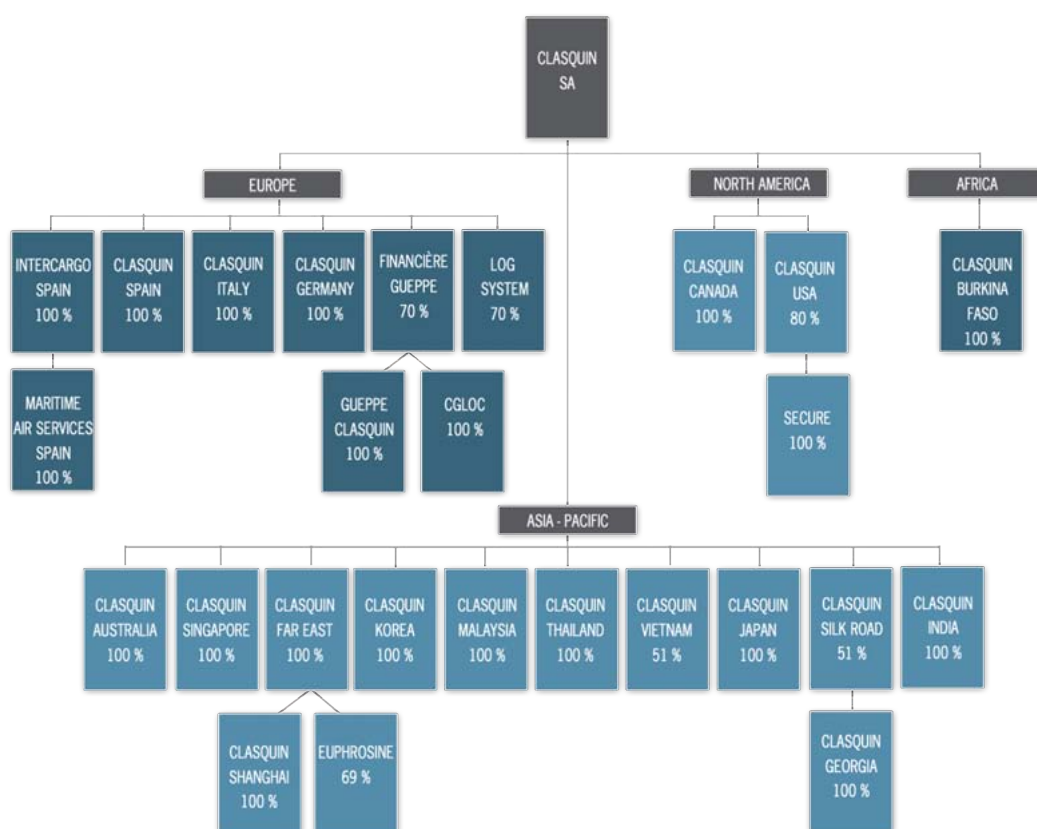 CLASQUIN
SA
EUROPE
NORTH AMERICA
AFRICA
INTERCARGO
SPAIN
100 %
CLASQUIN
SPAIN
100 %
CLASQUIN
ITALY
100 %
CLASQUIN
GERMANY
100 %
FINANCIÈRE
GUEPPE
70 %
LOG
SYSTEM
70 %
CLASQUIN
CANADA
100 %
CLASQUIN
USA
80 %
CLASQUIN
BURKINA
FASO
100 %
MARITIME
AIR SERVICES
SPAIN
100 %
GUEPPE
CLASQUIN
100 %
CGLOC
100 %
SECURE
100 %
ASIA - PACIFIC
CLASQUIN
AUSTRALIA
100 %
CLASQUIN
SINGAPORE
100 %
CLASQUIN
FAR EAST
100 %
CLASQUIN
KOREA
100 %
CLASQUIN
MALAYSIA
100 %
CLASQUIN
THAILAND
100 %
CLASQUIN
VIETNAM
51 %
CLASQUIN
JAPAN
100 %
CLASQUIN
SILK ROAD
51 %
CLASQUIN
INDIA
100 %
CLASQUIN
SHANGHAI
100 %
EUPHROSINE
69 %
CLASQUIN
GEORGIA
100 %